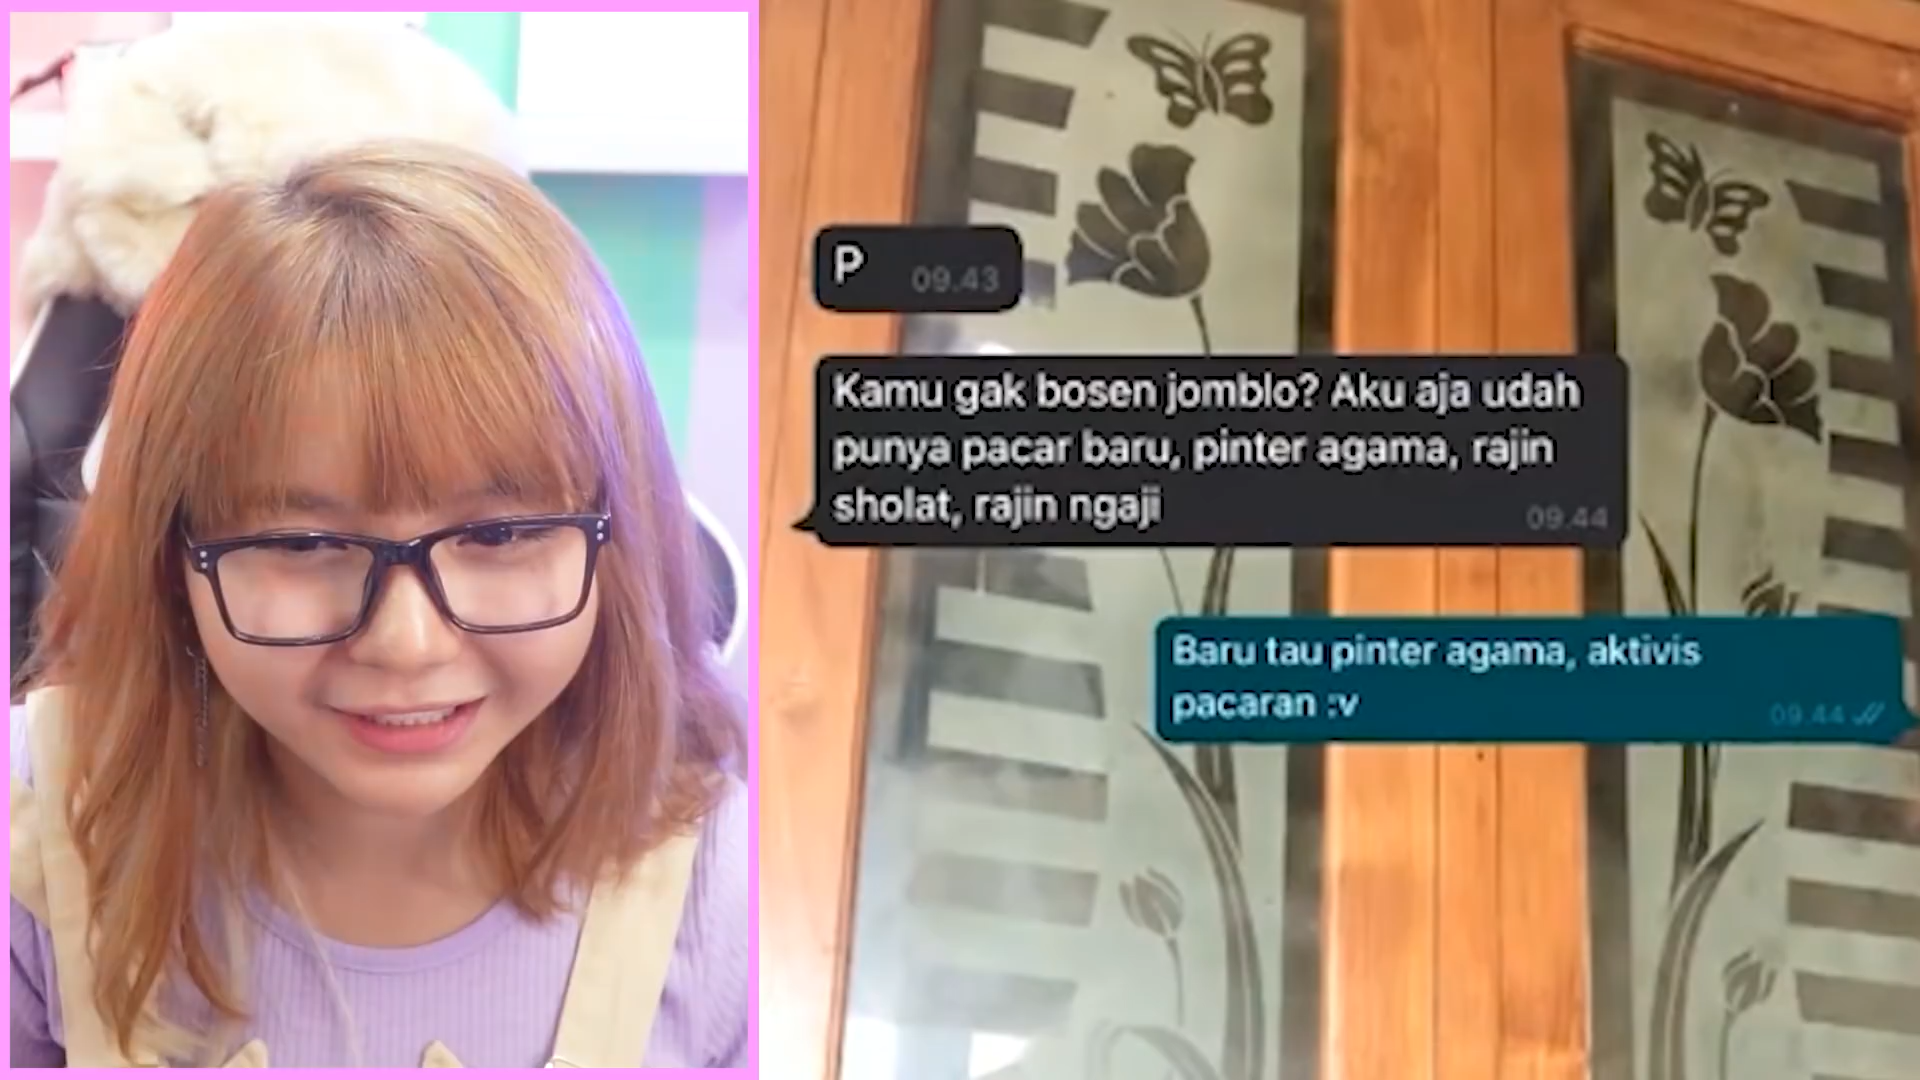 P
09.43
Kamu gak bosen jomblo? Aku aja udah
punya pacar baru, pinter agama, rajin
sholat, rajin ngaji
09.44
Baru tau pinter agama, aktivis
pacaran :v
09.44